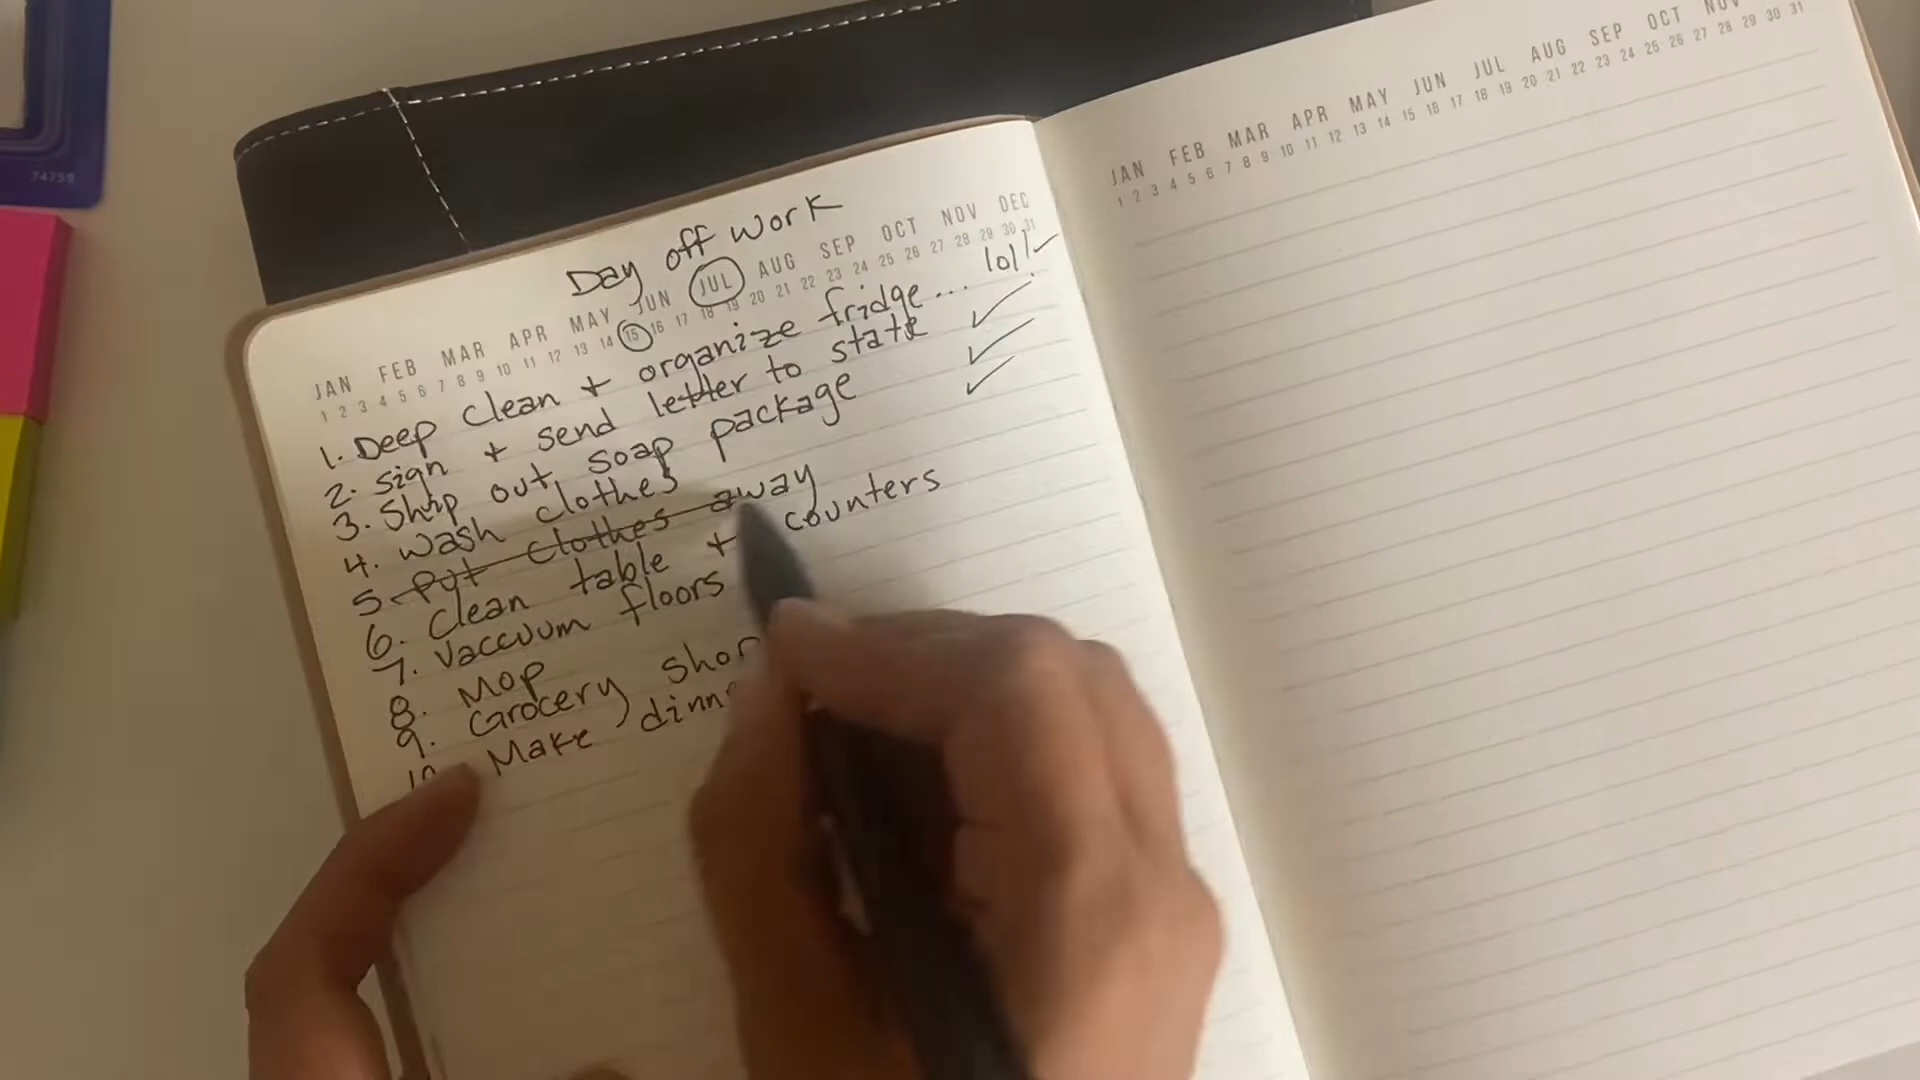 Day off work
JAN FEB MAR APR MAY JUN JUL AUG SEP OCT NOV DEC
1 2 3 4 5 6 7 8 9 10 11 12 13 14 15 16 17 18 19 20 21 22 23 24 25 26 27 28 29 30 31
1. Deep clean + organize fridge... lol! ✓
2. sign + send letter to state ✓
3. Ship out soap package ✓
4. wash clothes ✓
5. put clothes away
6. Clean table + counters
7. Vaccuum floors
8. Mop
9. Grocery
10. Make
JAN FEB MAR APR MAY JUN JUL AUG SEP OCT NOV
1 2 3 4 5 6 7 8 9 10 11 12 13 14 15 16 17 18 19 20 21 22 23 24 25 26 27 28 29 30 31
34759